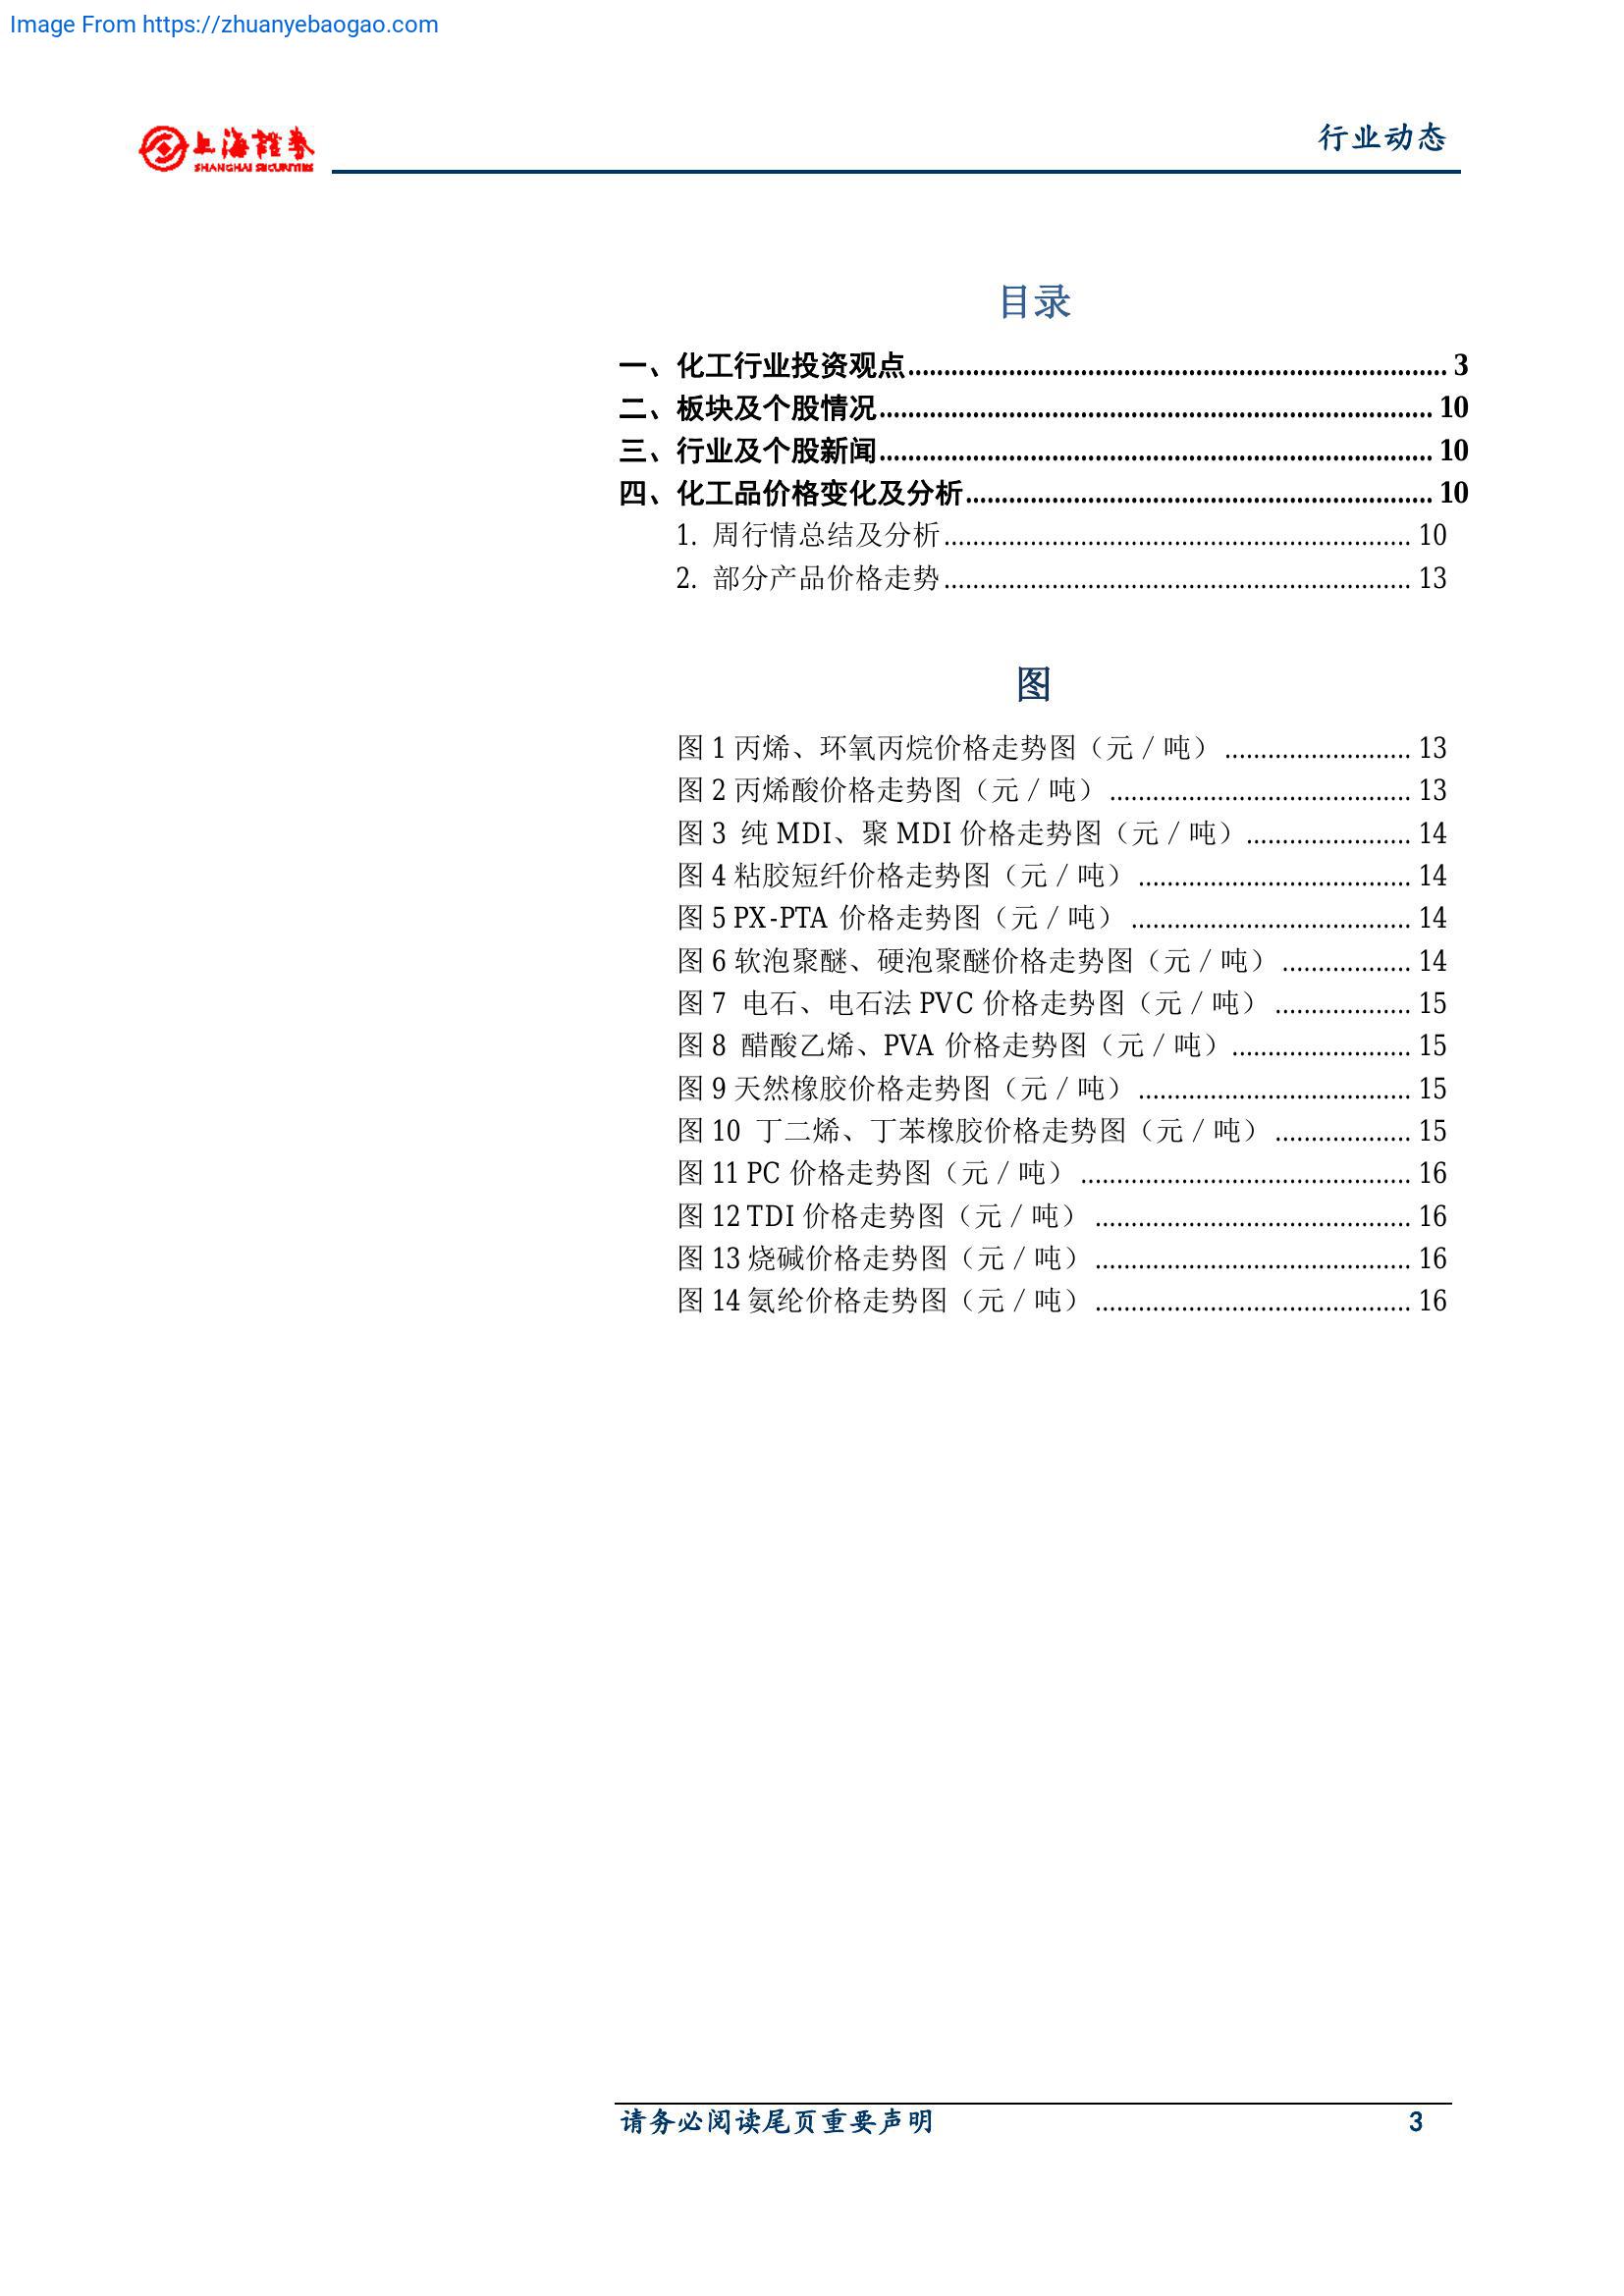 Image From https://zhuanyebaogao.com
上海證券
SHANGHAI SECURITIES
行业动态
目录
一、化工行业投资观点........................................................................... 3
二、板块及个股情况............................................................................. 10
三、行业及个股新闻............................................................................. 10
四、化工品价格变化及分析................................................................. 10
1. 周行情总结及分析................................................................. 10
2. 部分产品价格走势................................................................. 13
图
图 1 丙烯、环氧丙烷价格走势图（元／吨） .......................... 13
图 2 丙烯酸价格走势图（元／吨） .......................................... 13
图 3 纯 MDI、聚 MDI 价格走势图（元／吨）....................... 14
图 4 粘胶短纤价格走势图（元／吨） ...................................... 14
图 5 PX-PTA 价格走势图（元／吨） ....................................... 14
图 6 软泡聚醚、硬泡聚醚价格走势图（元／吨） .................. 14
图 7 电石、电石法 PVC 价格走势图（元／吨） ................... 15
图 8 醋酸乙烯、PVA 价格走势图（元／吨）......................... 15
图 9 天然橡胶价格走势图（元／吨） ...................................... 15
图 10 丁二烯、丁苯橡胶价格走势图（元／吨） ................... 15
图 11 PC 价格走势图（元／吨） .............................................. 16
图 12 TDI 价格走势图（元／吨） ............................................ 16
图 13 烧碱价格走势图（元／吨） ............................................ 16
图 14 氨纶价格走势图（元／吨） ............................................ 16
请务必阅读尾页重要声明 3